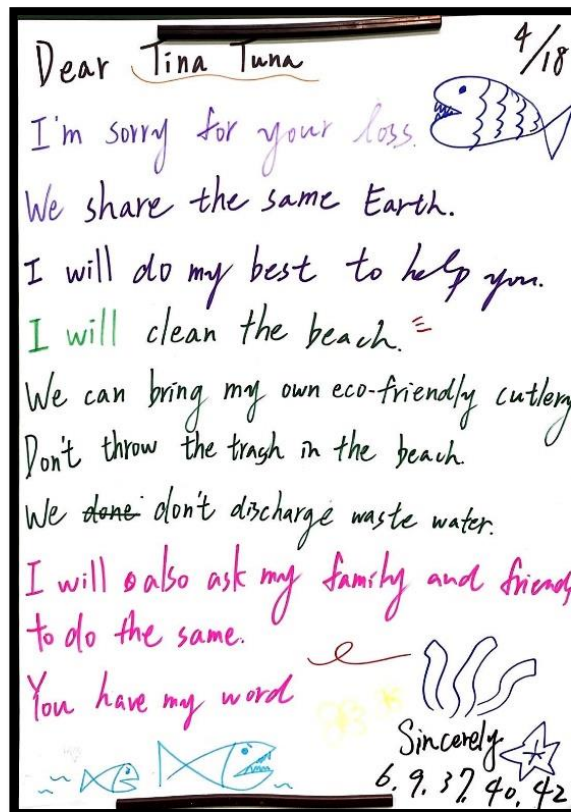 4/18
Dear Tina Tuna
I'm sorry for your loss.
We share the same Earth.
I will do my best to help you.
I will clean the beach.
We can bring my own eco-friendly cutlery
Don't throw the trash in the beach.
We done don't discharge waste water.
I will also ask my family and friends
to do the same.
You have my word
Sincerely
6. 9. 37. 40. 42